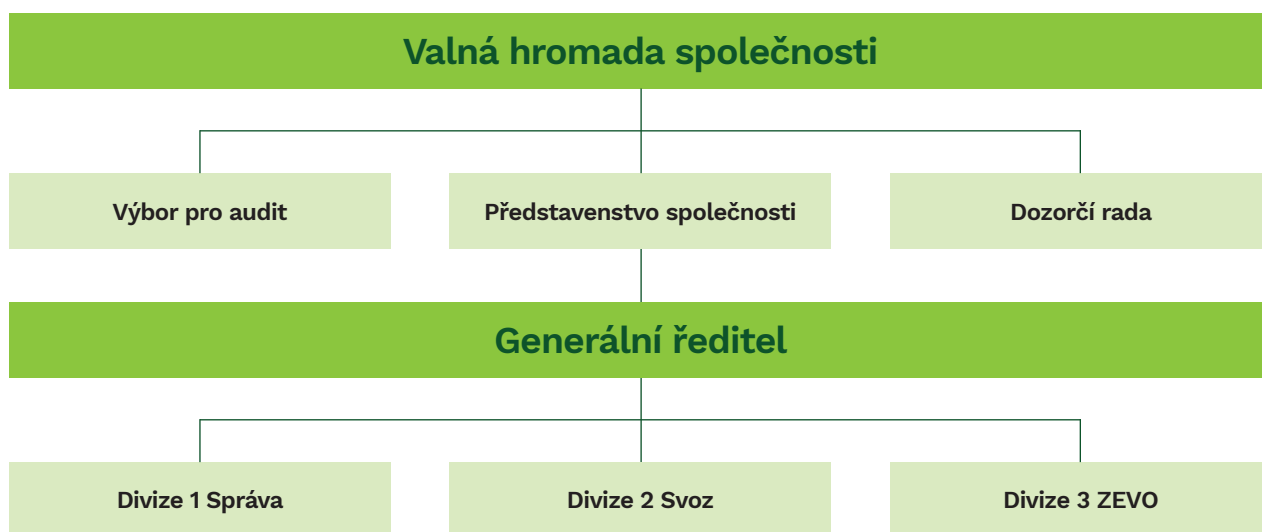 Valná hromada společnosti
Výbor pro audit
Představenstvo společnosti
Dozorčí rada
Generální ředitel
Divize 1 Správa
Divize 2 Svoz
Divize 3 ZEVO